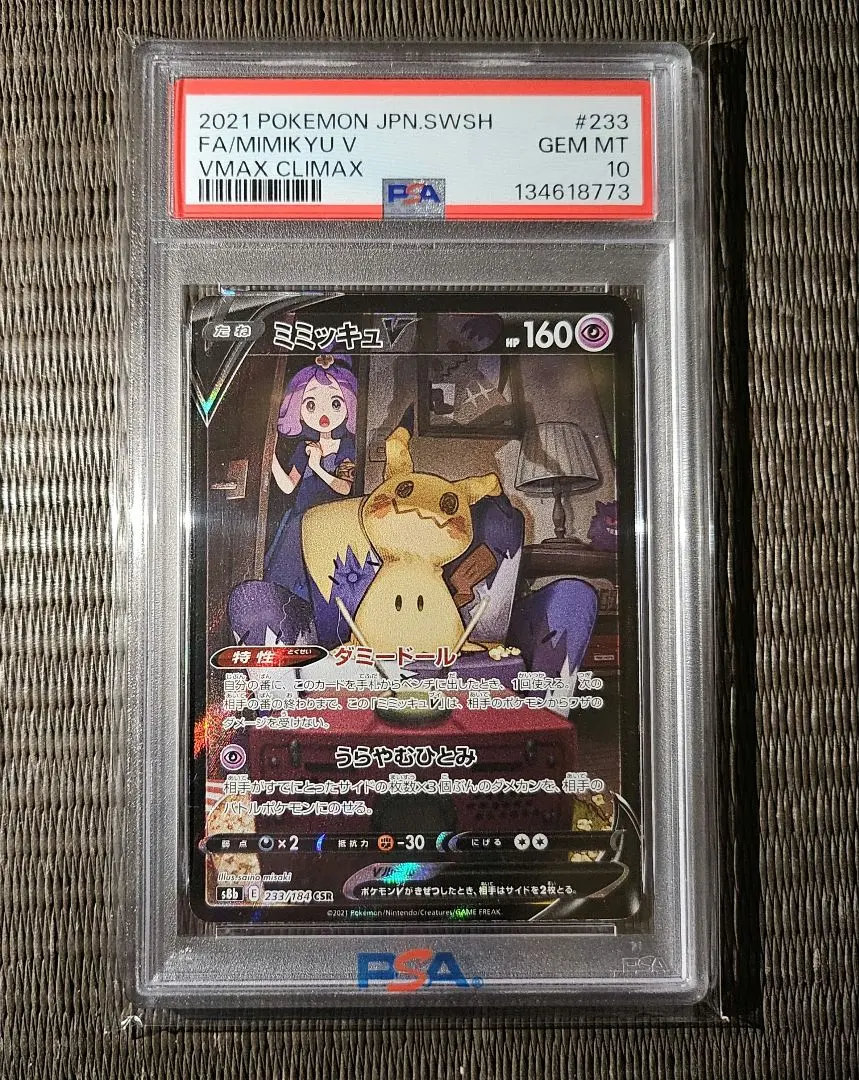 2021 POKEMON JPN.SWSH #233
FA/MIMIKYU V GEM MT
VMAX CLIMAX 10
PSA 134618773
たね ミミッキュV HP 160
特性 とくせい ダミードール
自分の番に、このカードを手札からベンチに出したとき、1回使える。次の
相手の番の終わりまで、この「ミミッキュV」は、相手のポケモンからワザの
ダメージを受けない。
うらやむひとみ
相手がすでにとったサイドの枚数×3個ぶんのダメカンを、相手の
バトルポケモンにのせる。
弱点 ×2 抵抗力 -30 にげる
Illus. saino misaki
s8b E 233/184 CSR
ポケモンVがきぜつしたとき、相手はサイドを2枚とる。
©2021 Pokémon/Nintendo/Creatures/GAME FREAK.
PSA
PSA